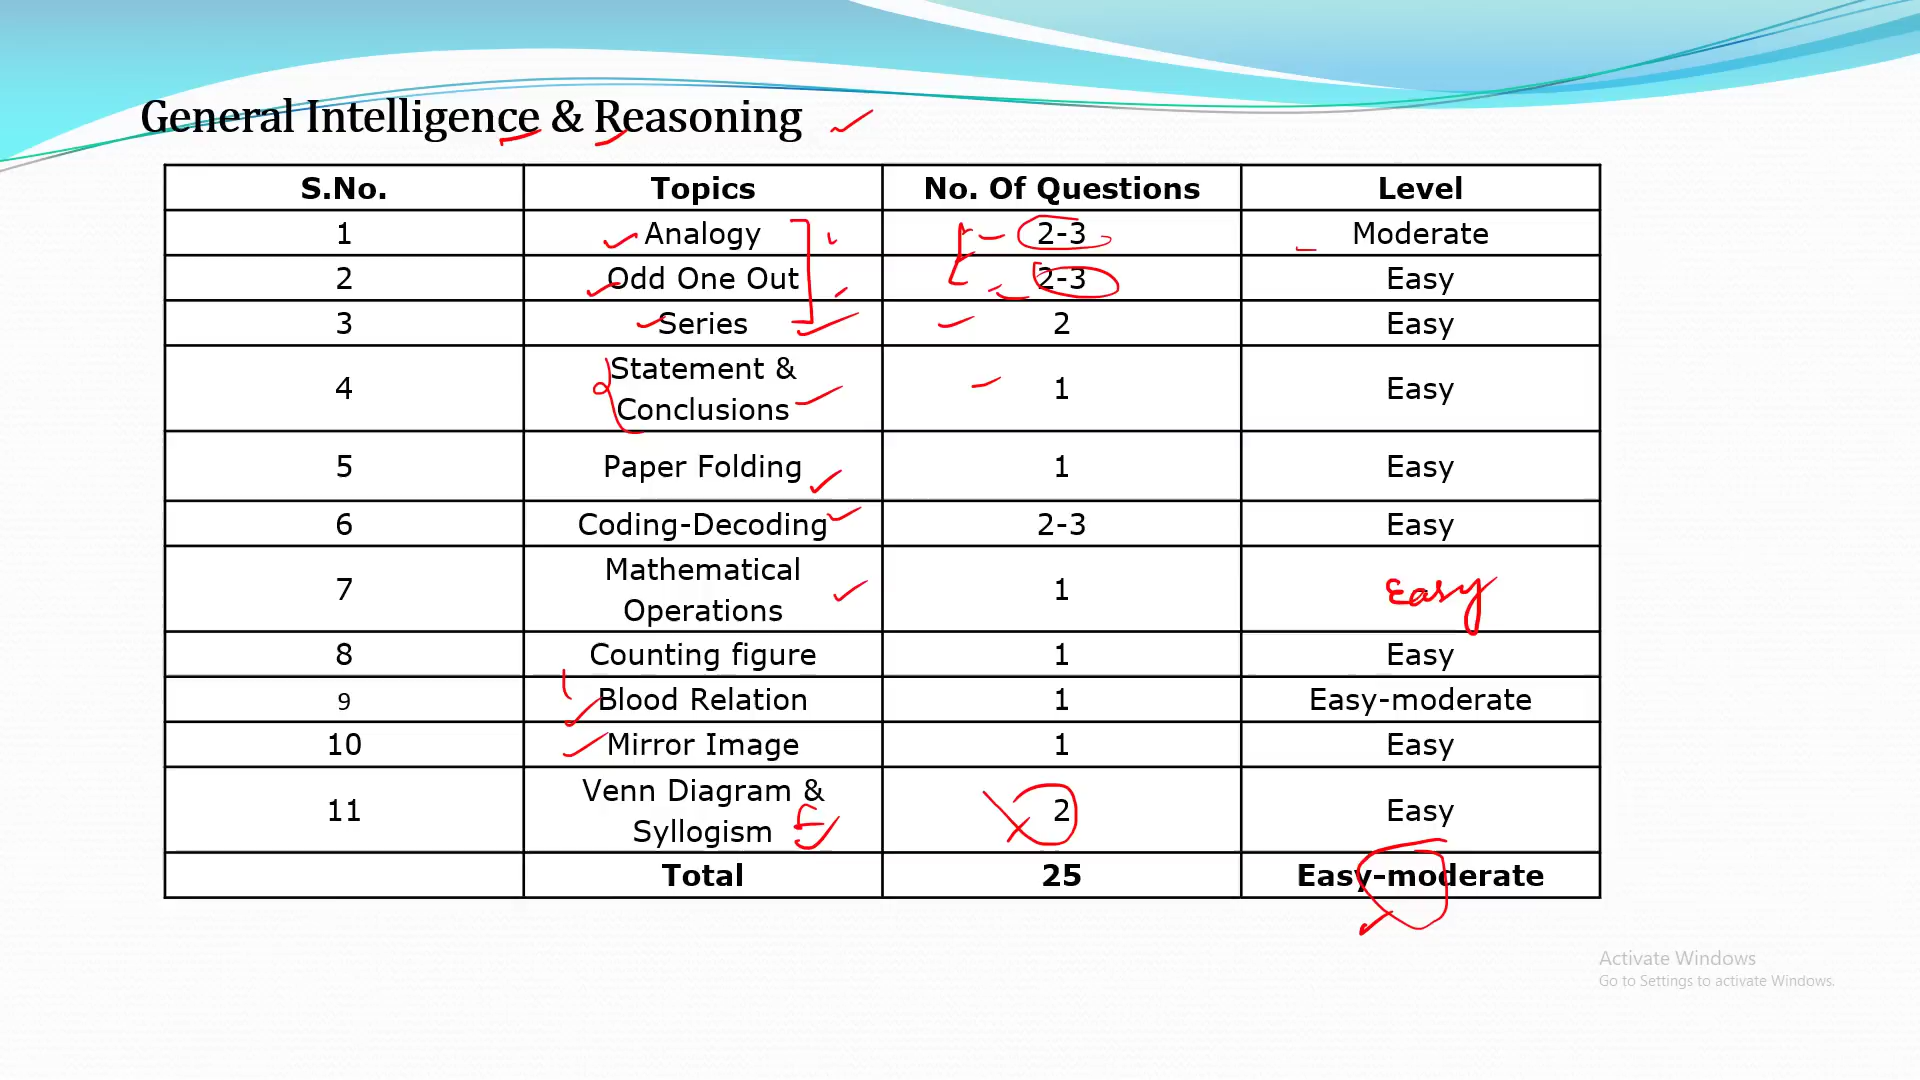 General Intelligence & Reasoning
S.No. Topics No. Of Questions Level
1 Analogy 2-3 Moderate
2 Odd One Out 2-3 Easy
3 Series 2 Easy
4 Statement & Conclusions 1 Easy
5 Paper Folding 1 Easy
6 Coding-Decoding 2-3 Easy
7 Mathematical Operations 1 Easy
8 Counting figure 1 Easy
9 Blood Relation 1 Easy-moderate
10 Mirror Image 1 Easy
11 Venn Diagram & Syllogism 2 Easy
Total 25 Easy-moderate
Activate Windows
Go to Settings to activate Windows.